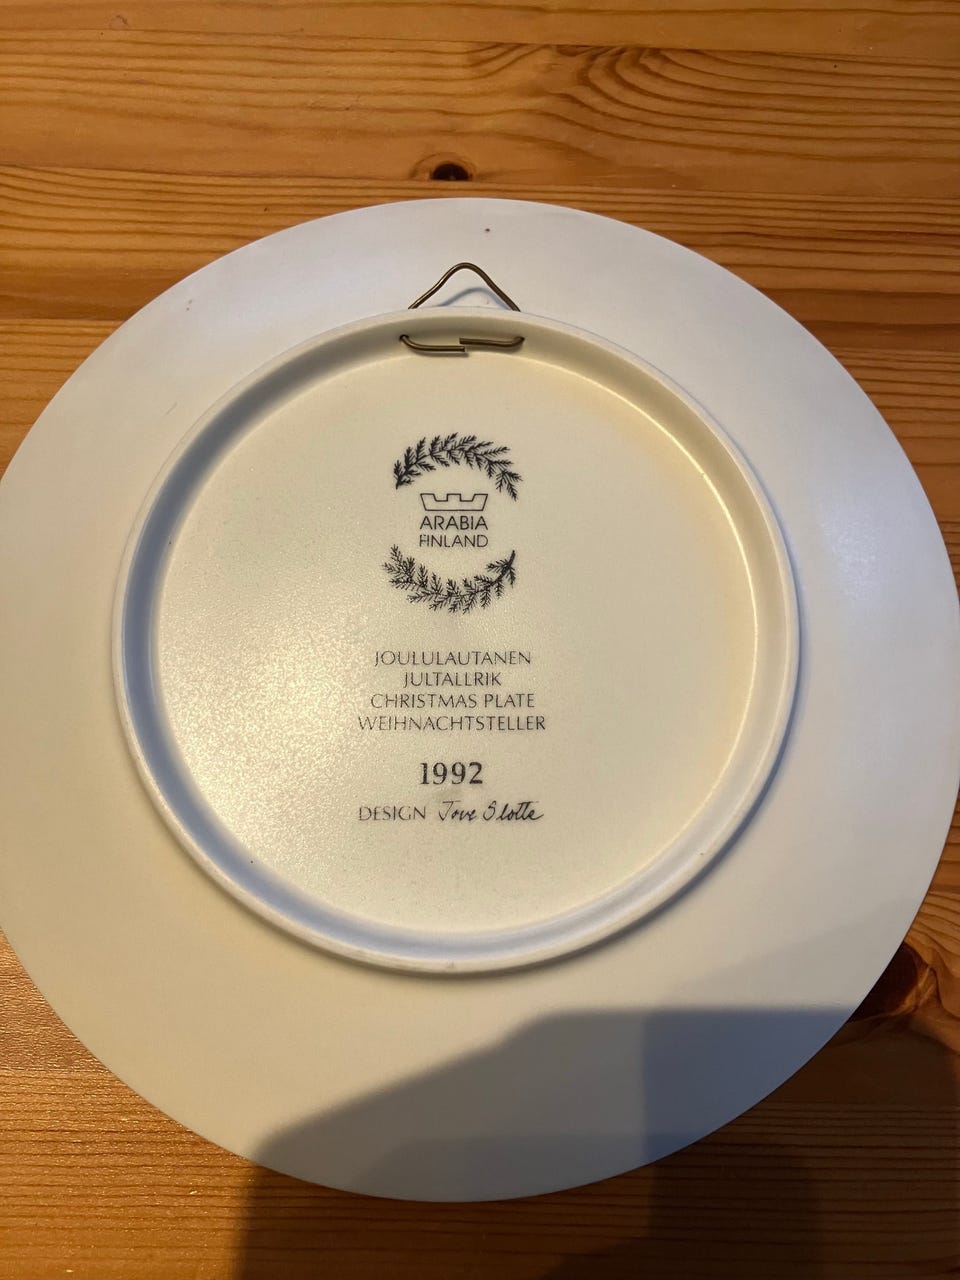 ARABIA
FINLAND
JOULULAUTANEN
JULTALLRIK
CHRISTMAS PLATE
WEIHNACHTSTELLER
1992
DESIGN Tove Slotte